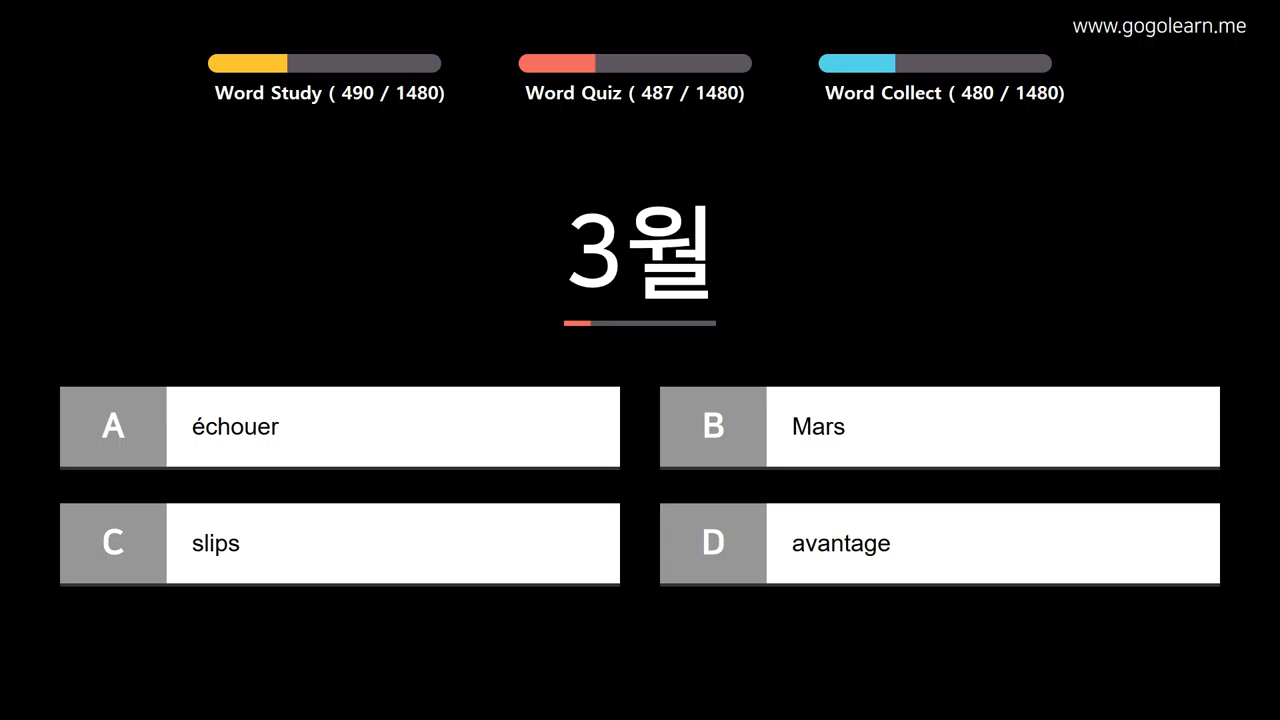 www.gogolearn.me
Word Study ( 490 / 1480)
Word Quiz ( 487 / 1480)
Word Collect ( 480 / 1480)
3월
A
échouer
B
Mars
C
slips
D
avantage